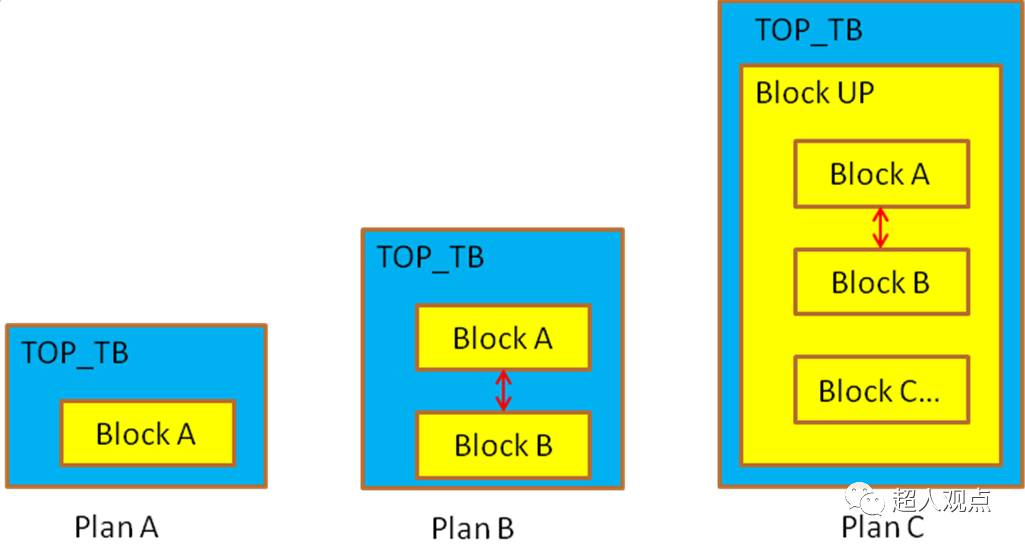 TOP_TB
Block A
Plan A
TOP_TB
Block A
Block B
Plan B
TOP_TB
Block UP
Block A
Block B
Block C...
超人观点
Plan C